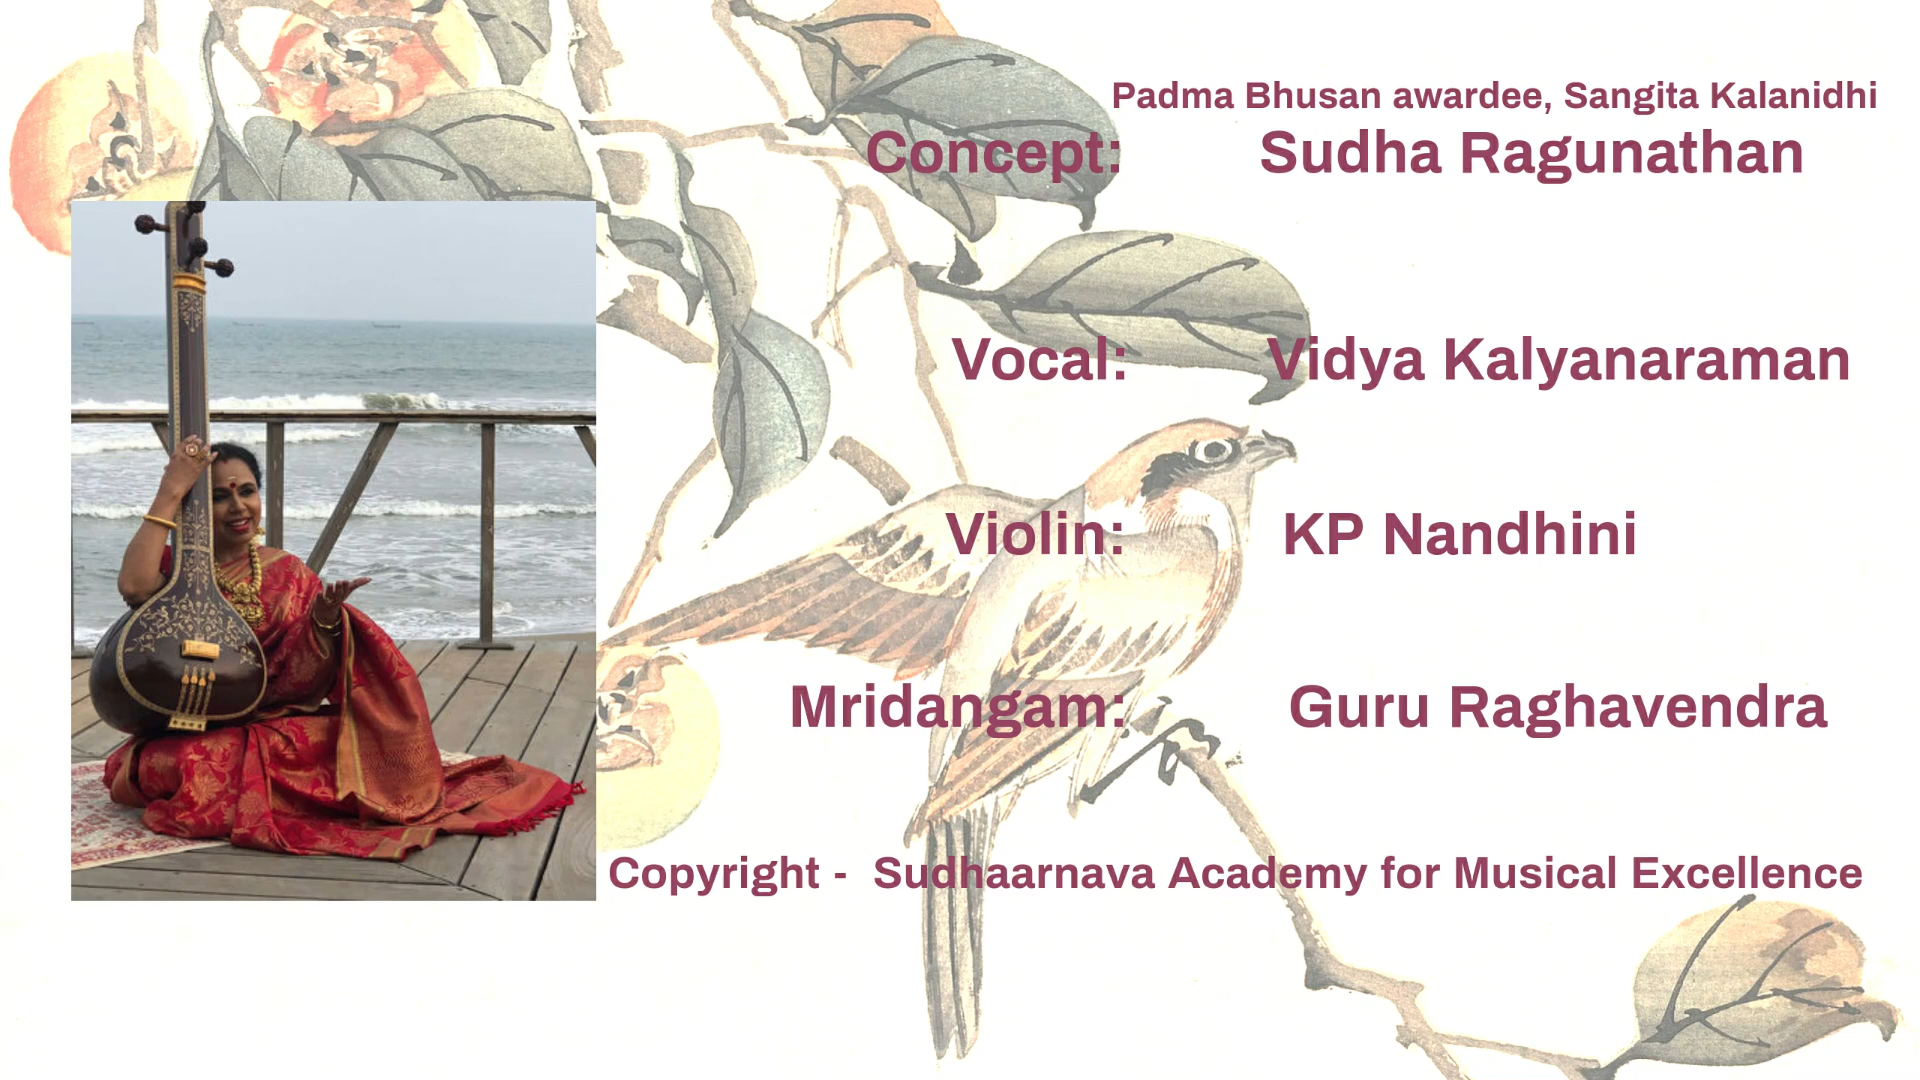 Padma Bhusan awardee, Sangita Kalanidhi
Concept: Sudha Ragunathan
Vocal: Vidya Kalyanaraman
Violin: KP Nandhini
Mridangam: Guru Raghavendra
Copyright - Sudhaarnava Academy for Musical Excellence